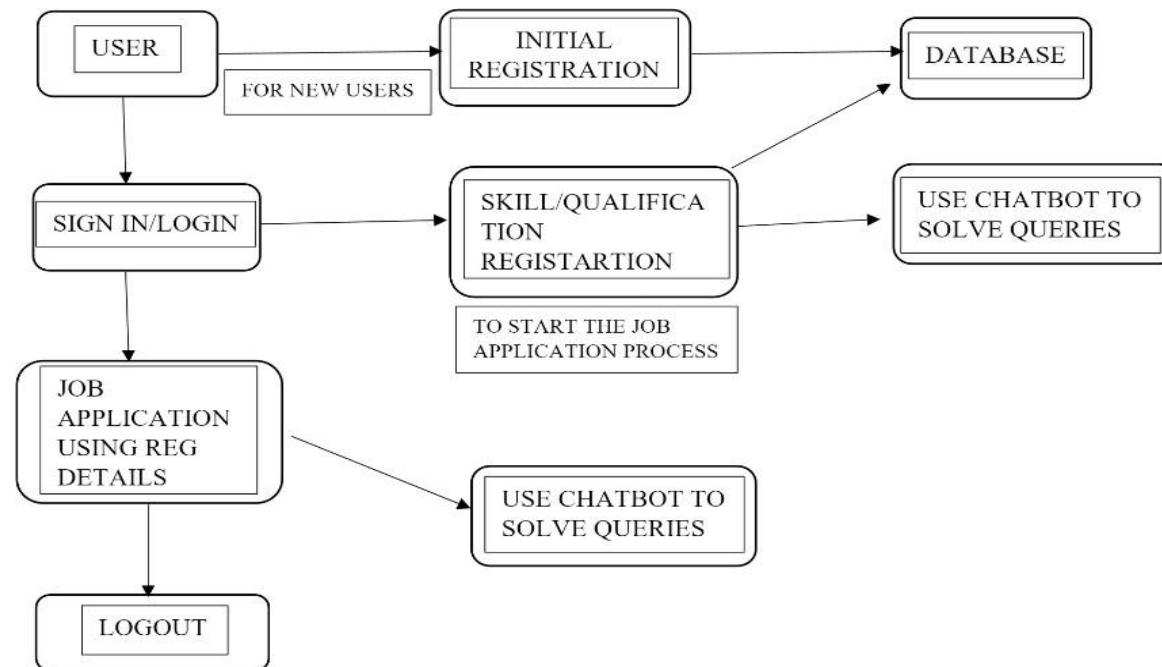 USER
INITIAL
REGISTRATION
DATABASE
FOR NEW USERS
SIGN IN/LOGIN
SKILL/QUALIFICA
TION
REGISTARTION
USE CHATBOT TO
SOLVE QUERIES
TO START THE JOB
APPLICATION PROCESS
JOB
APPLICATION
USING REG
DETAILS
USE CHATBOT TO
SOLVE QUERIES
LOGOUT